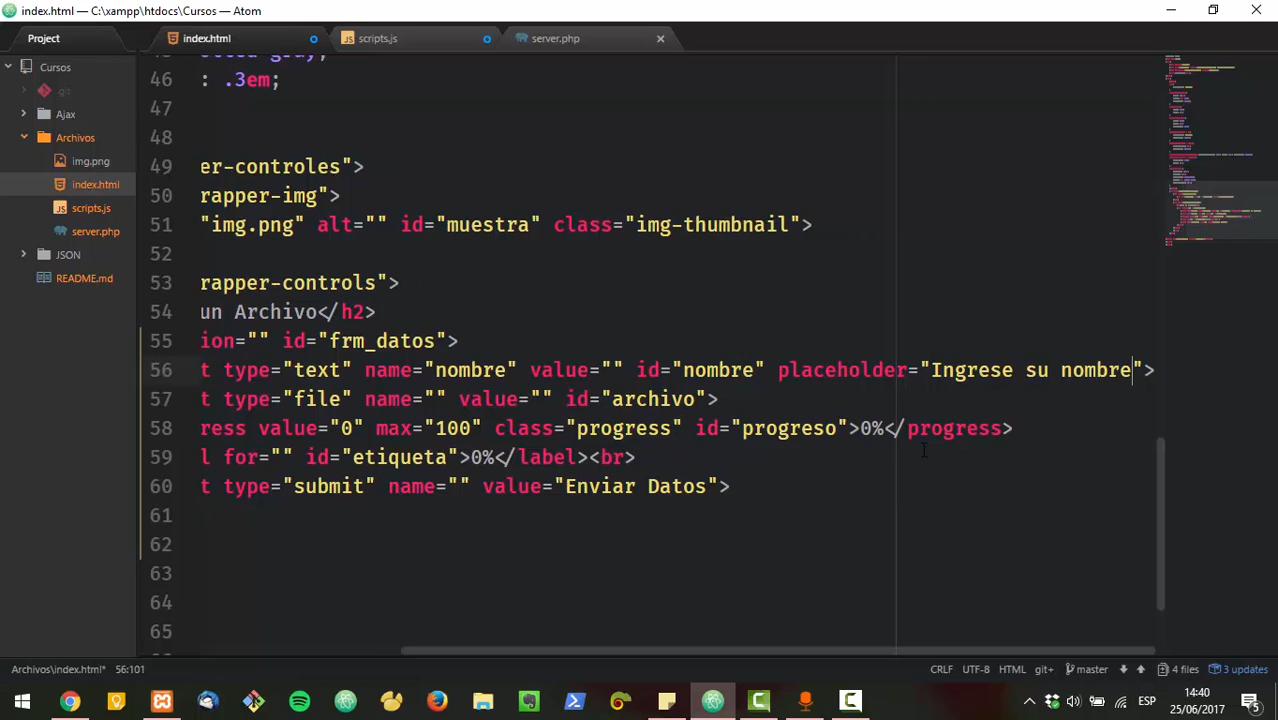 index.html — C:\xampp\htdocs\Cursos — Atom
Project
index.html
scripts.js
server.php
Cursos
.git
Ajax
Archivos
img.png
index.html
scripts.js
server.php
JSON
README.md
46 : .3em;
47
48
49 er-controles">
50 rapper-img">
51 "img.png" alt="" id="muestra" class="img-thumbnail">
52
53 rapper-controls">
54 un Archivo</h2>
55 ion="" id="frm_datos">
56 t type="text" name="nombre" value="" id="nombre" placeholder="Ingrese su nombre">
57 t type="file" name="" value="" id="archivo">
58 ress value="0" max="100" class="progress" id="progreso">0%</progress>
59 l for="" id="etiqueta">0%</label><br>
60 t type="submit" name="" value="Enviar Datos">
61
62
63
64
65
Archivos\index.html* 56:101
CRLF UTF-8 HTML git+ master 4 files 3 updates
ESP
14:40
25/06/2017
5